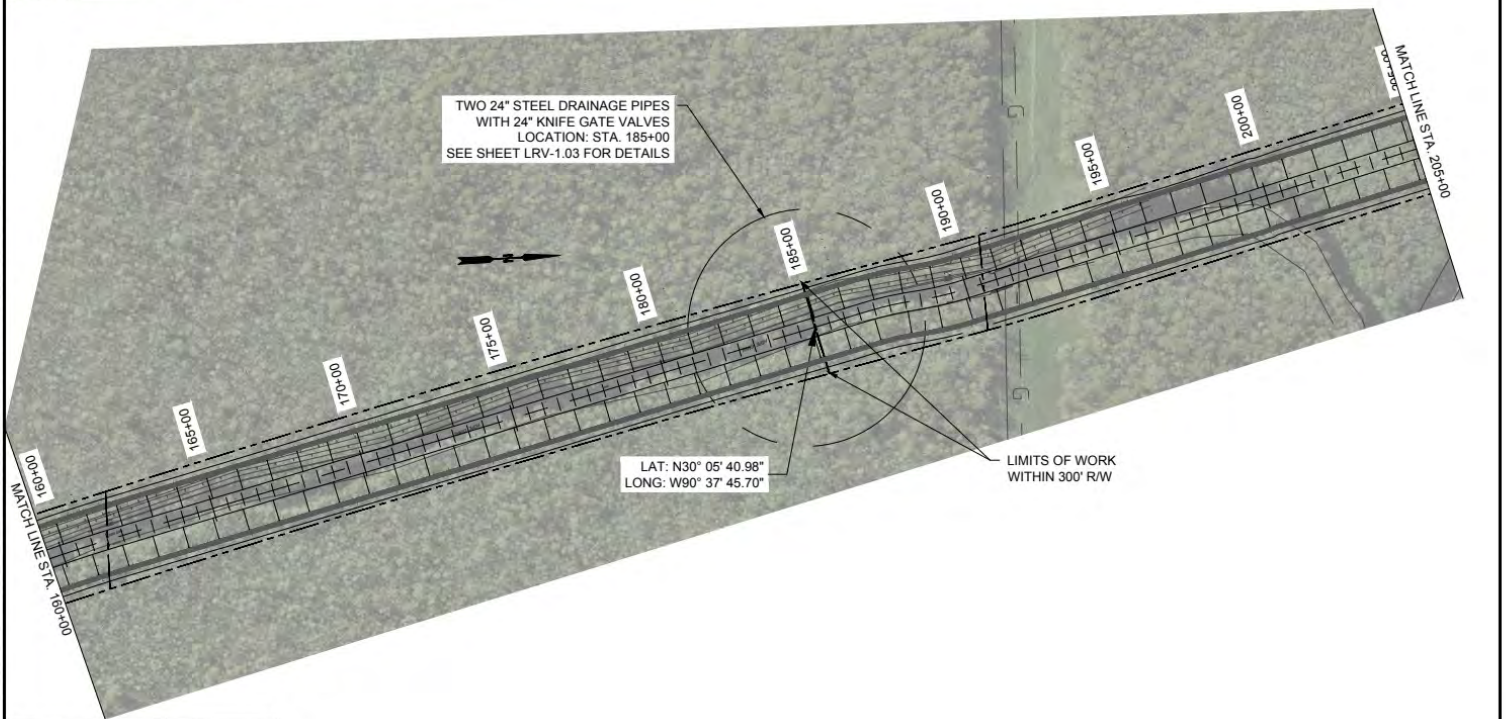 TWO 24" STEEL DRAINAGE PIPES
WITH 24" KNIFE GATE VALVES
LOCATION: STA. 185+00
SEE SHEET LRV-1.03 FOR DETAILS
MATCH LINE STA. 205+00
205+00
200+00
195+00
190+00
185+00
180+00
175+00
170+00
165+00
160+00
MATCH LINE STA. 160+00
G
G
N
LAT: N30° 05' 40.98"
LONG: W90° 37' 45.70"
LIMITS OF WORK
WITHIN 300' R/W